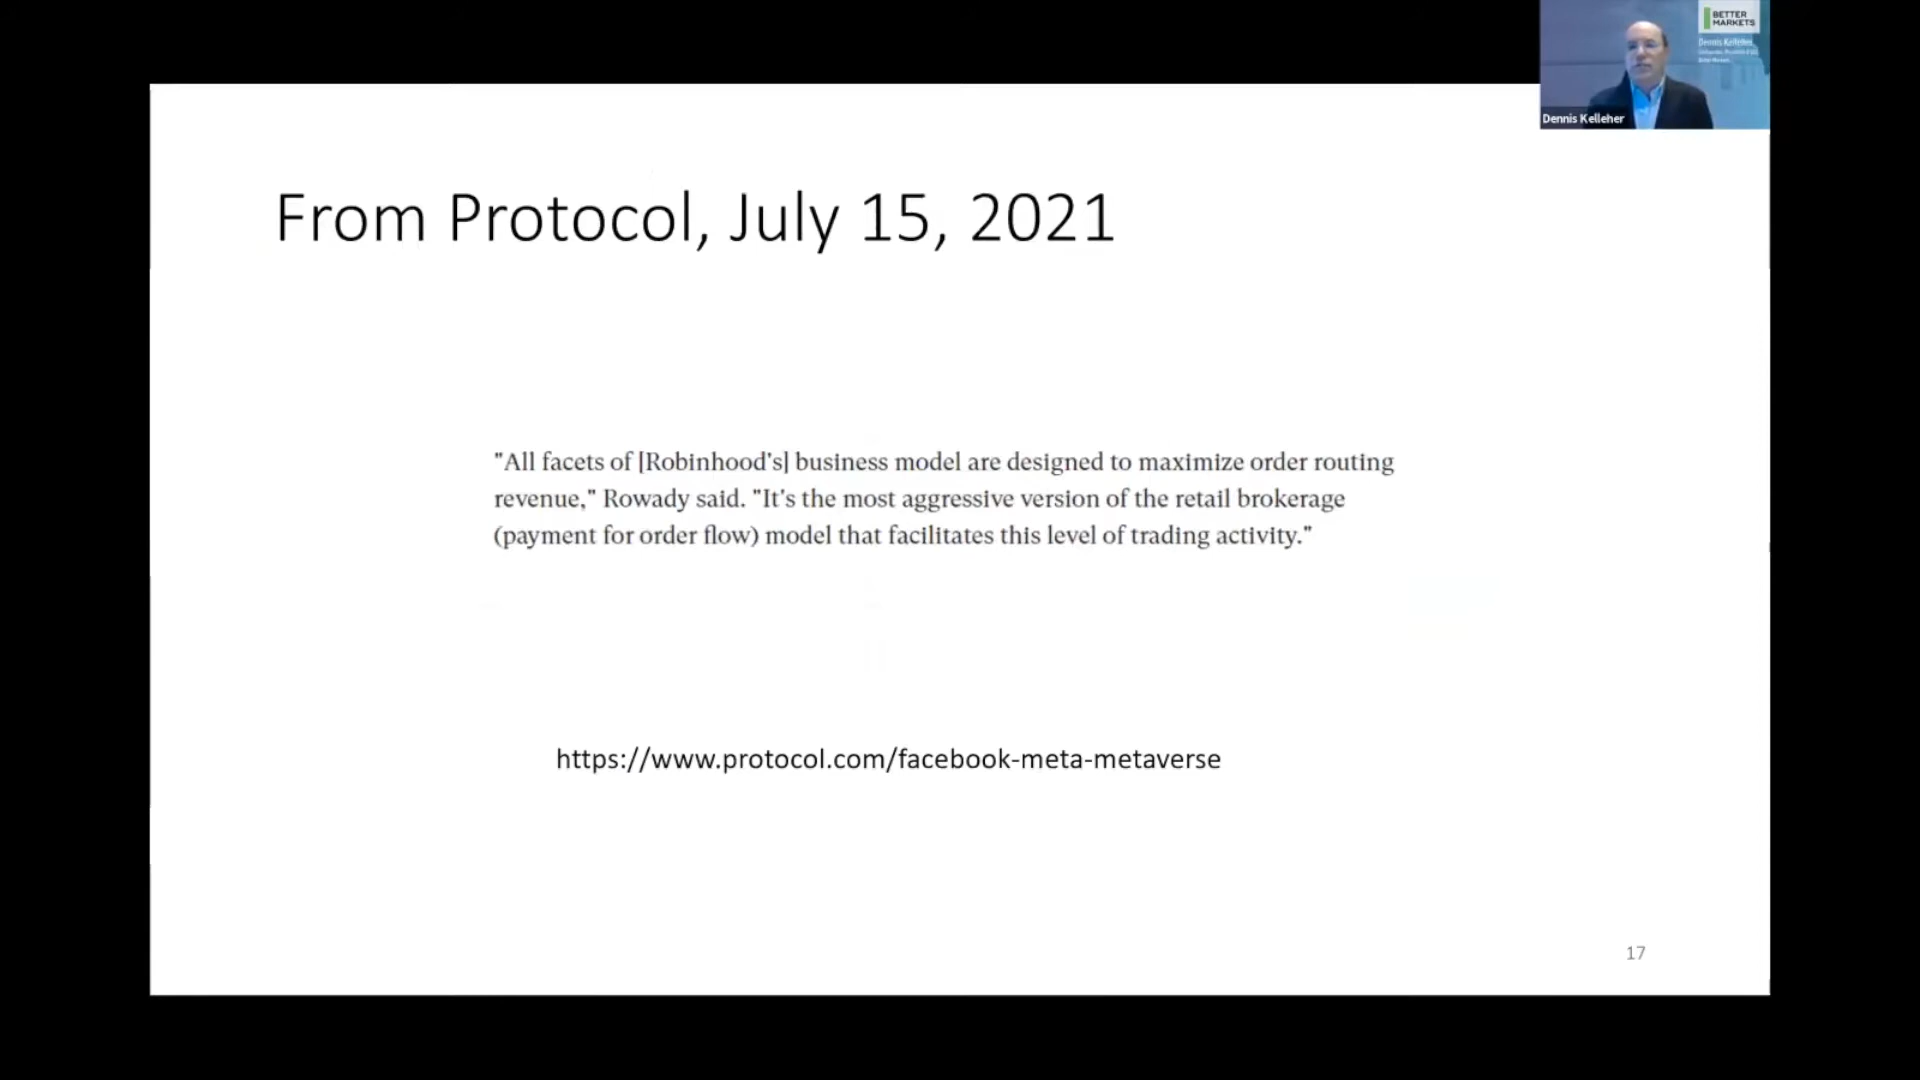 BETTER
MARKETS
Dennis Kelleher
Dennis Kelleher
From Protocol, July 15, 2021
"All facets of [Robinhood's] business model are designed to maximize order routing
revenue," Rowady said. "It's the most aggressive version of the retail brokerage
(payment for order flow) model that facilitates this level of trading activity."
https://www.protocol.com/facebook-meta-metaverse
17